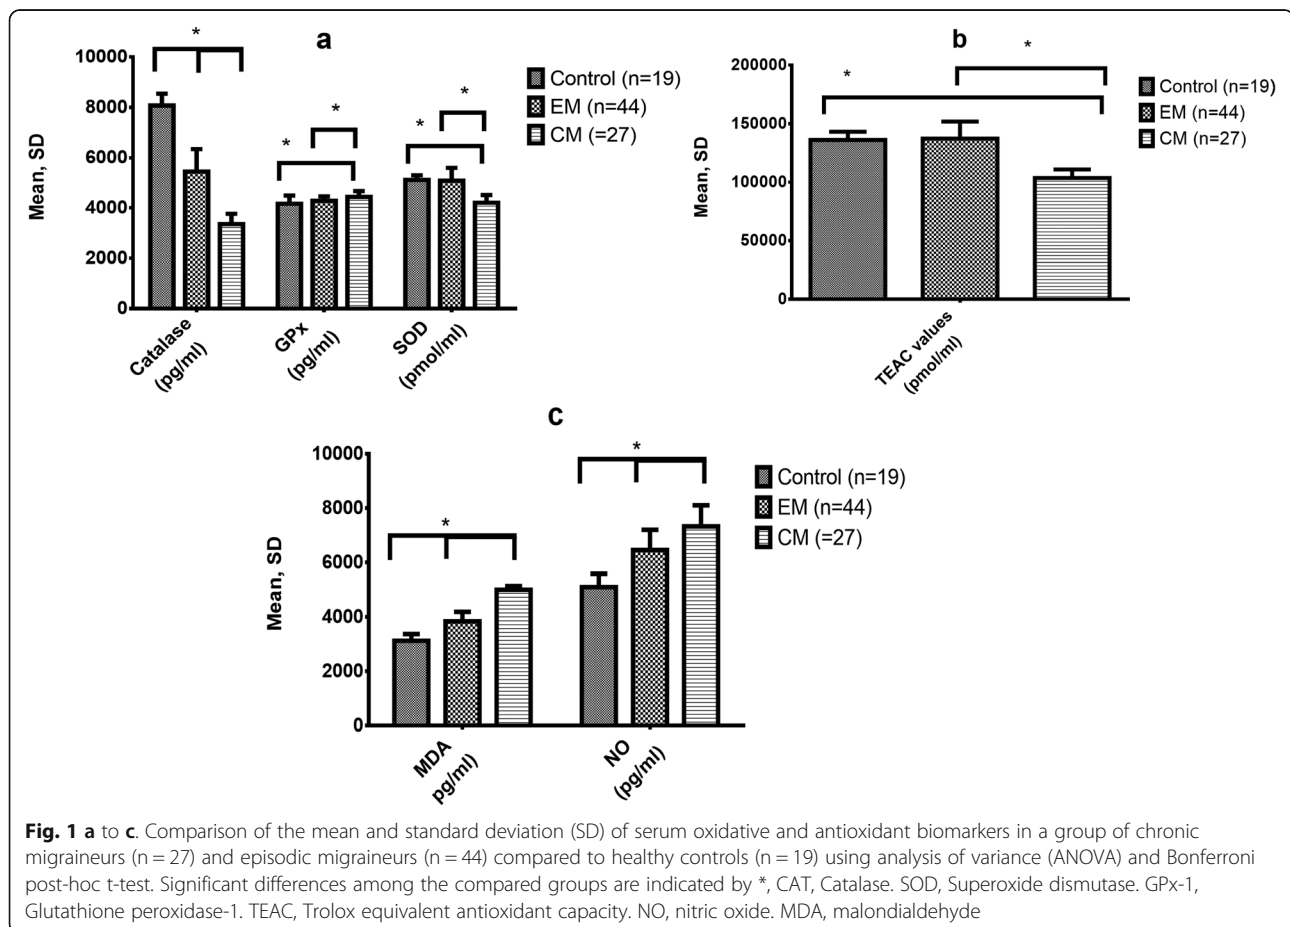 a
*
10000
8000
6000
4000
2000
0
Mean, SD
*
*
*
*
Control (n=19)
EM (n=44)
CM (=27)
Catalase
(pg/ml)
GPx
(pg/ml)
SOD
(pmol/ml)
b
*
*
200000
150000
100000
50000
0
Mean, SD
Control (n=19)
EM (n=44)
CM (n=27)
TEAC values
(pmol/ml)
c
*
*
10000
8000
6000
4000
2000
0
Mean, SD
Control (n=19)
EM (n=44)
CM (=27)
MDA
pg/ml)
NO
(pg/ml)
Fig. 1 a to c. Comparison of the mean and standard deviation (SD) of serum oxidative and antioxidant biomarkers in a group of chronic
migraineurs (n = 27) and episodic migraineurs (n = 44) compared to healthy controls (n = 19) using analysis of variance (ANOVA) and Bonferroni
post-hoc t-test. Significant differences among the compared groups are indicated by *, CAT, Catalase. SOD, Superoxide dismutase. GPx-1,
Glutathione peroxidase-1. TEAC, Trolox equivalent antioxidant capacity. NO, nitric oxide. MDA, malondialdehyde